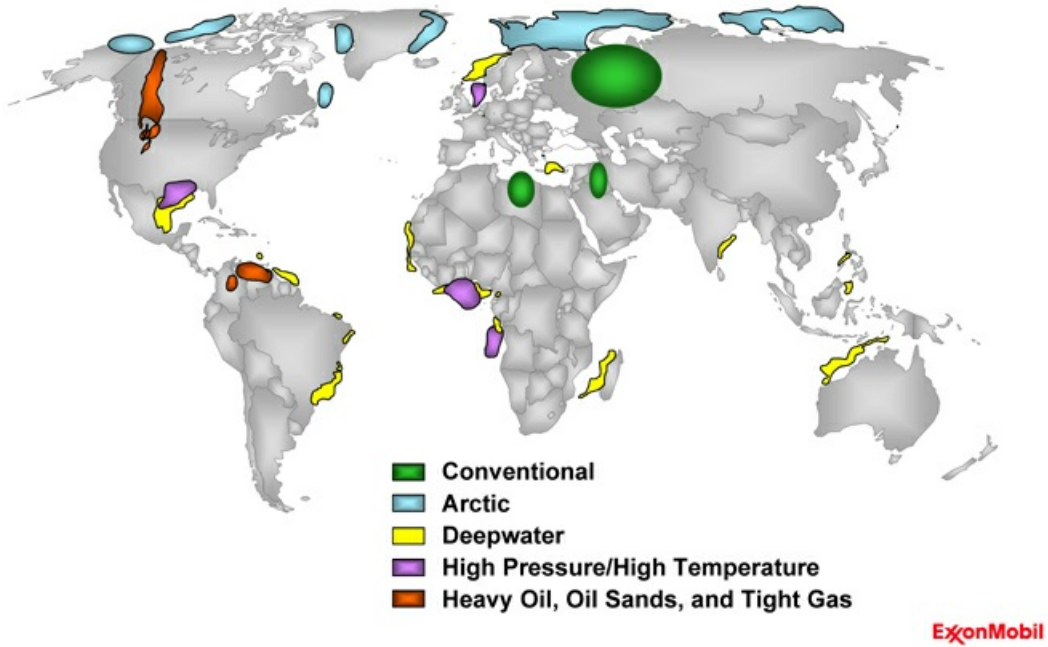 Conventional
Arctic
Deepwater
High Pressure/High Temperature
Heavy Oil, Oil Sands, and Tight Gas
ExxonMobil